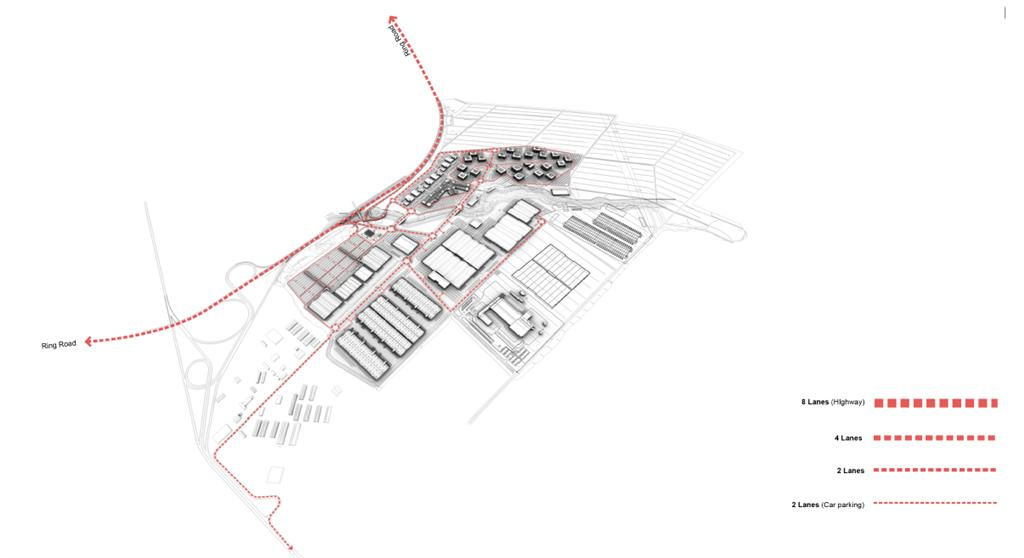 Ring Road
Ring Road
8 Lanes (Highway)
4 Lanes
2 Lanes
2 Lanes (Car parking)